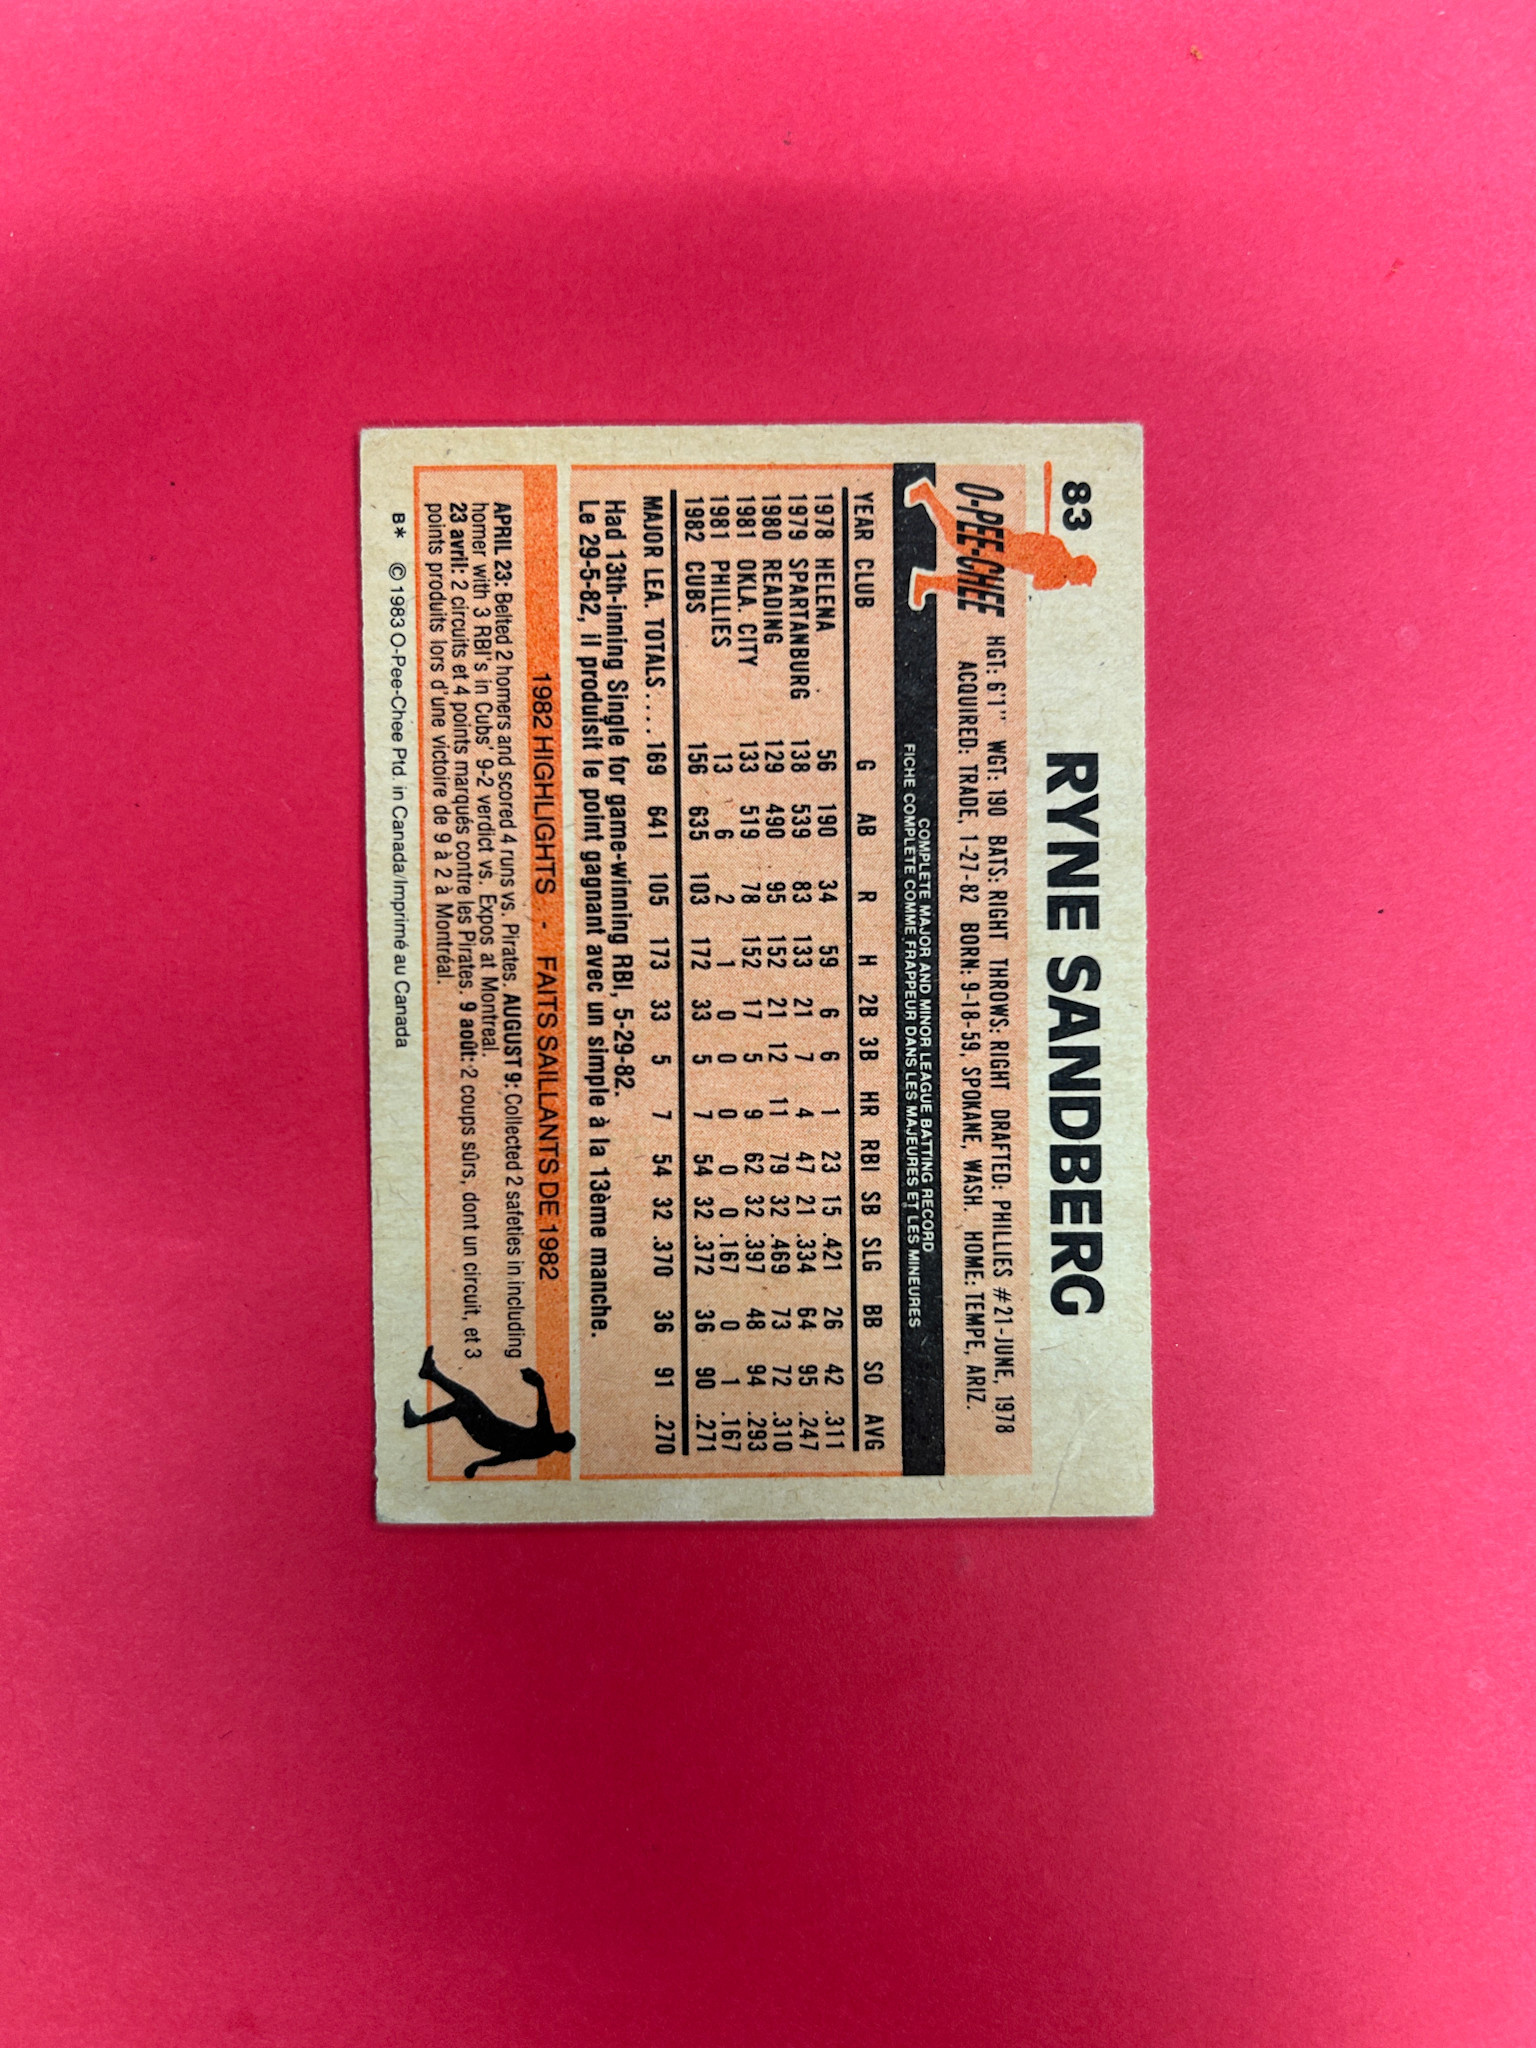 83
RYNE SANDBERG
O-PEE-CHEE
HGT: 6'1" WGT: 190 BATS: RIGHT THROWS: RIGHT DRAFTED: PHILLIES #21-JUNE, 1978
ACQUIRED: TRADE, 1-27-82 BORN: 9-18-59, SPOKANE, WASH. HOME: TEMPE, ARIZ.
COMPLETE MAJOR AND MINOR LEAGUE BATTING RECORD
FICHE COMPLÈTE COMME FRAPPEUR DANS LES MAJEURES ET LES MINEURES
YEAR CLUB G AB R H 2B 3B HR RBI SB SLG BB SO AVG
1978 HELENA 56 190 34 59 6 6 1 23 15 .421 26 42 .311
1979 SPARTANBURG 138 539 83 133 21 7 4 47 21 .334 64 95 .247
1980 READING 129 490 95 152 21 12 11 79 32 .469 73 72 .310
1981 OKLA. CITY 133 519 78 152 17 5 9 62 32 .397 48 94 .293
1981 PHILLIES 13 6 2 1 0 0 0 0 0 .167 0 1 .167
1982 CUBS 156 635 103 172 33 5 7 54 32 .372 36 90 .271
MAJOR LEA. TOTALS.... 169 641 105 173 33 5 7 54 32 .370 36 91 .270
Had 13th-inning Single for game-winning RBI, 5-29-82.
Le 29-5-82, il produisit le point gagnant avec un simple à la 13ème manche.
1982 HIGHLIGHTS - FAITS SAILLANTS DE 1982
APRIL 23: Belted 2 homers and scored 4 runs vs. Pirates. AUGUST 9: Collected 2 safeties in including
homer with 3 RBI's in Cubs' 9-2 verdict vs. Expos at Montreal.
23 avril: 2 circuits et 4 points marqués contre les Pirates. 9 août: 2 coups sûrs, dont un circuit, et 3
points produits lors d'une victoire de 9 à 2 à Montréal.
B* © 1983 O-Pee-Chee Ptd. in Canada/Imprimé au Canada